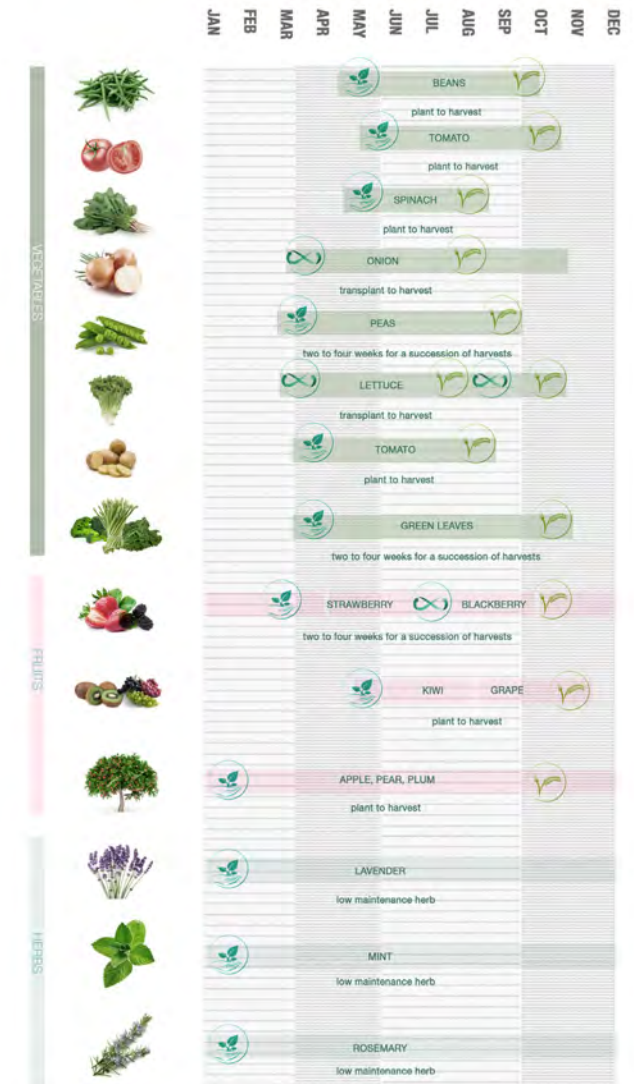 JAN FEB MAR APR MAY JUN JUL AUG SEP OCT NOV DEC
VEGETABLES
BEANS
plant to harvest
TOMATO
plant to harvest
SPINACH
plant to harvest
ONION
transplant to harvest
PEAS
two to four weeks for a succession of harvests
LETTUCE
transplant to harvest
TOMATO
plant to harvest
GREEN LEAVES
two to four weeks for a succession of harvests
FRUITS
STRAWBERRY BLACKBERRY
two to four weeks for a succession of harvests
KIWI GRAPE
plant to harvest
APPLE, PEAR, PLUM
plant to harvest
HERBS
LAVENDER
low maintenance herb
MINT
low maintenance herb
ROSEMARY
low maintenance herb